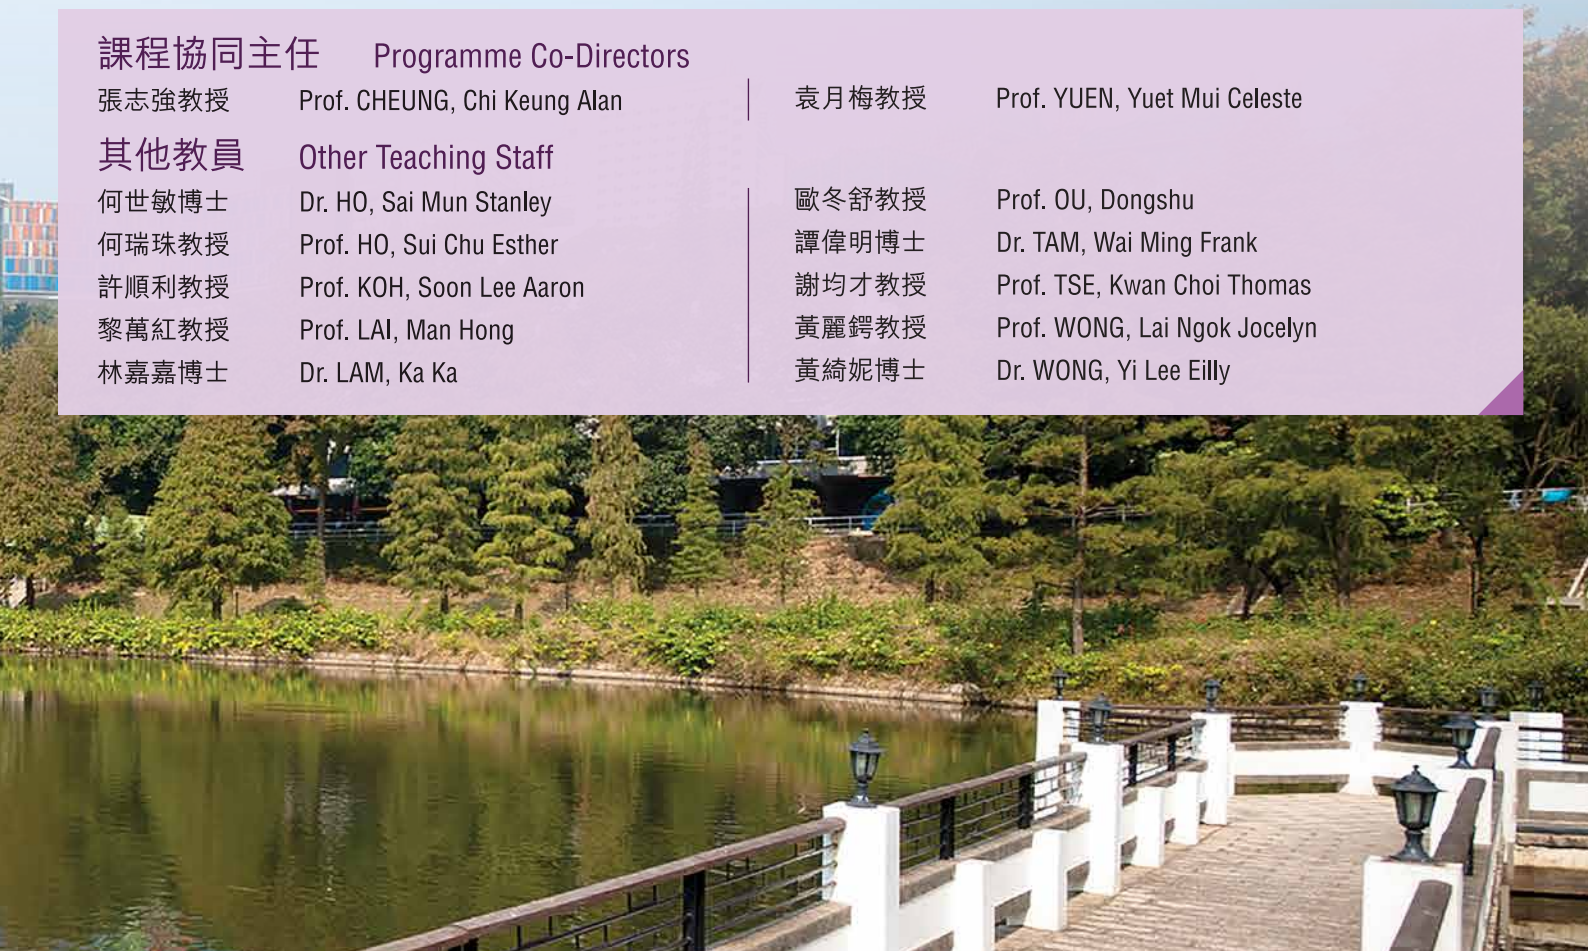 課程協同主任 Programme Co-Directors
張志強教授 Prof. CHEUNG, Chi Keung Alan
袁月梅教授 Prof. YUEN, Yuet Mui Celeste
其他教員 Other Teaching Staff
何世敏博士 Dr. HO, Sai Mun Stanley
何瑞珠教授 Prof. HO, Sui Chu Esther
許順利教授 Prof. KOH, Soon Lee Aaron
黎萬紅教授 Prof. LAI, Man Hong
林嘉嘉博士 Dr. LAM, Ka Ka
歐冬舒教授 Prof. OU, Dongshu
譚偉明博士 Dr. TAM, Wai Ming Frank
謝均才教授 Prof. TSE, Kwan Choi Thomas
黃麗鍔教授 Prof. WONG, Lai Ngok Jocelyn
黃綺妮博士 Dr. WONG, Yi Lee Eilly